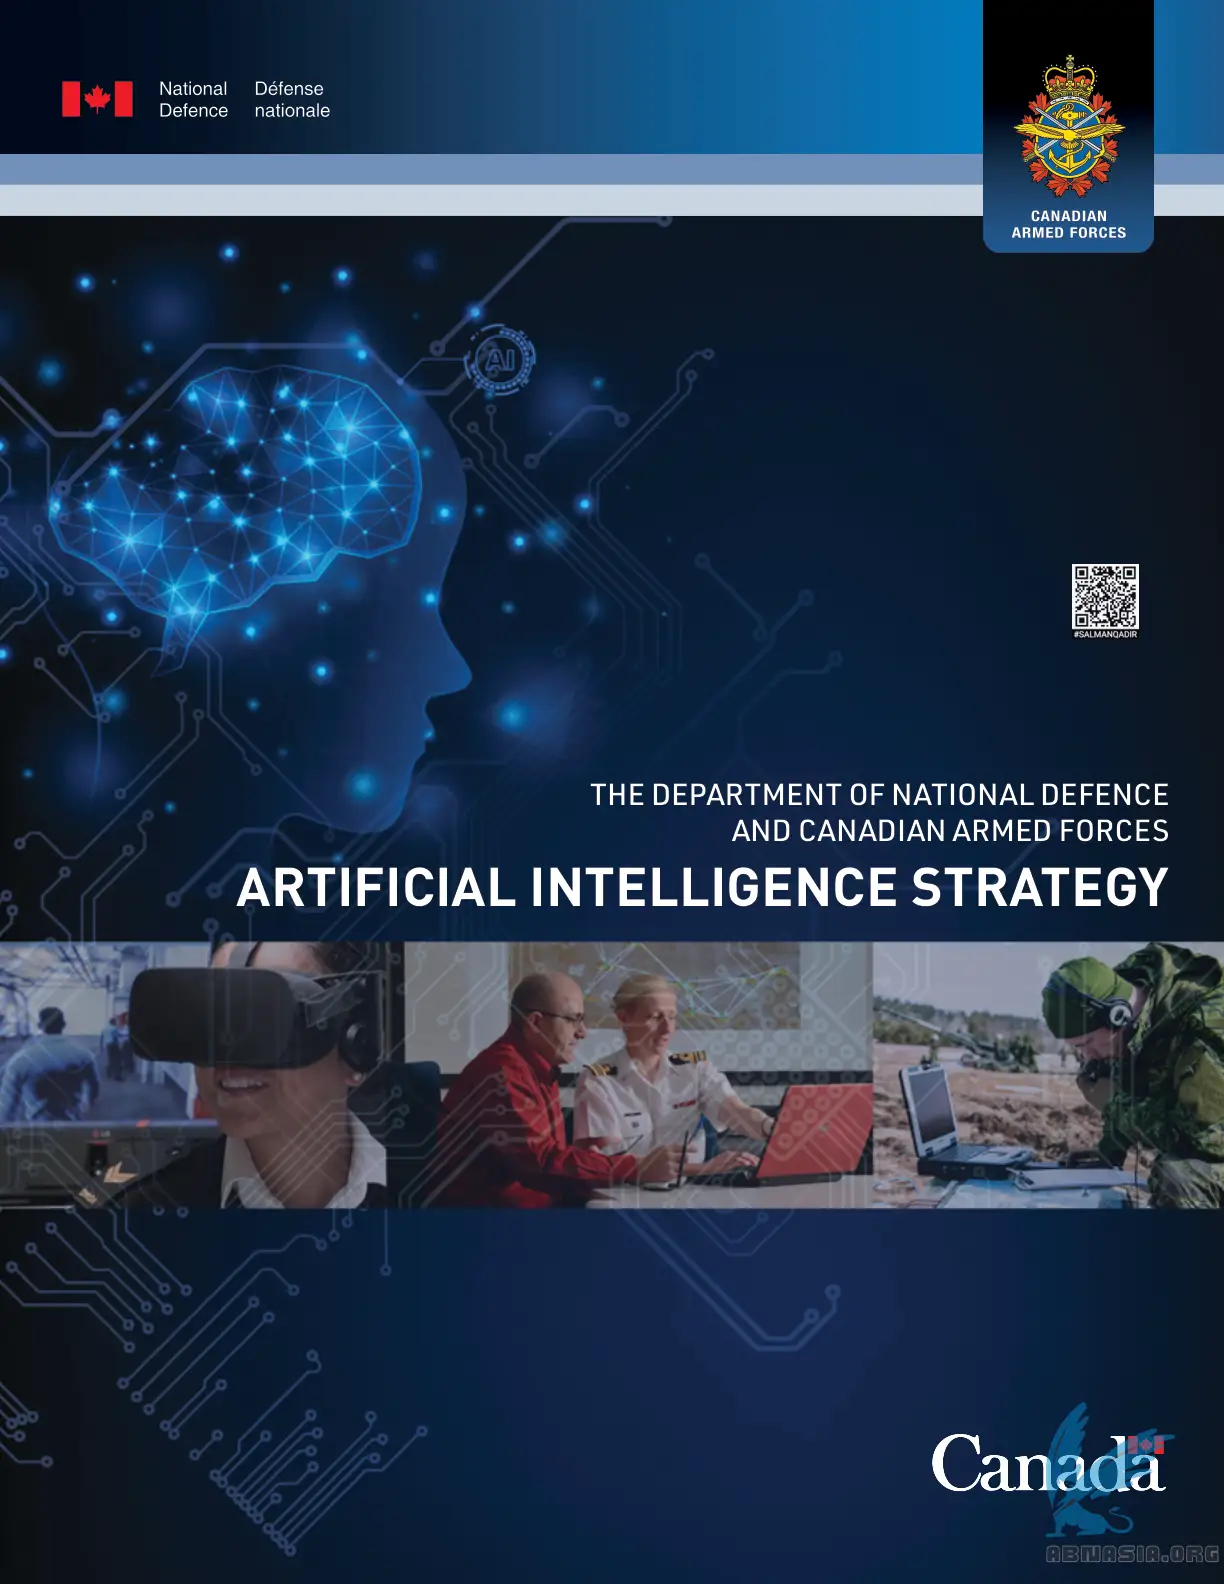 National
Defence
Défense
nationale
CANADIAN
ARMED FORCES
AI
#SALMANQADIR
THE DEPARTMENT OF NATIONAL DEFENCE
AND CANADIAN ARMED FORCES
ARTIFICIAL INTELLIGENCE STRATEGY
Canada
ABMASIA.ORG